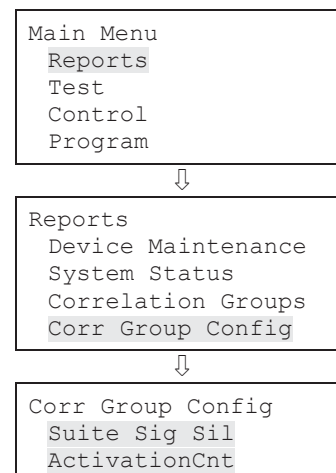 Main Menu
Reports
Test
Control
Program
⇩
Reports
Device Maintenance
System Status
Correlation Groups
Corr Group Config
⇩
Corr Group Config
Suite Sig Sil
ActivationCnt